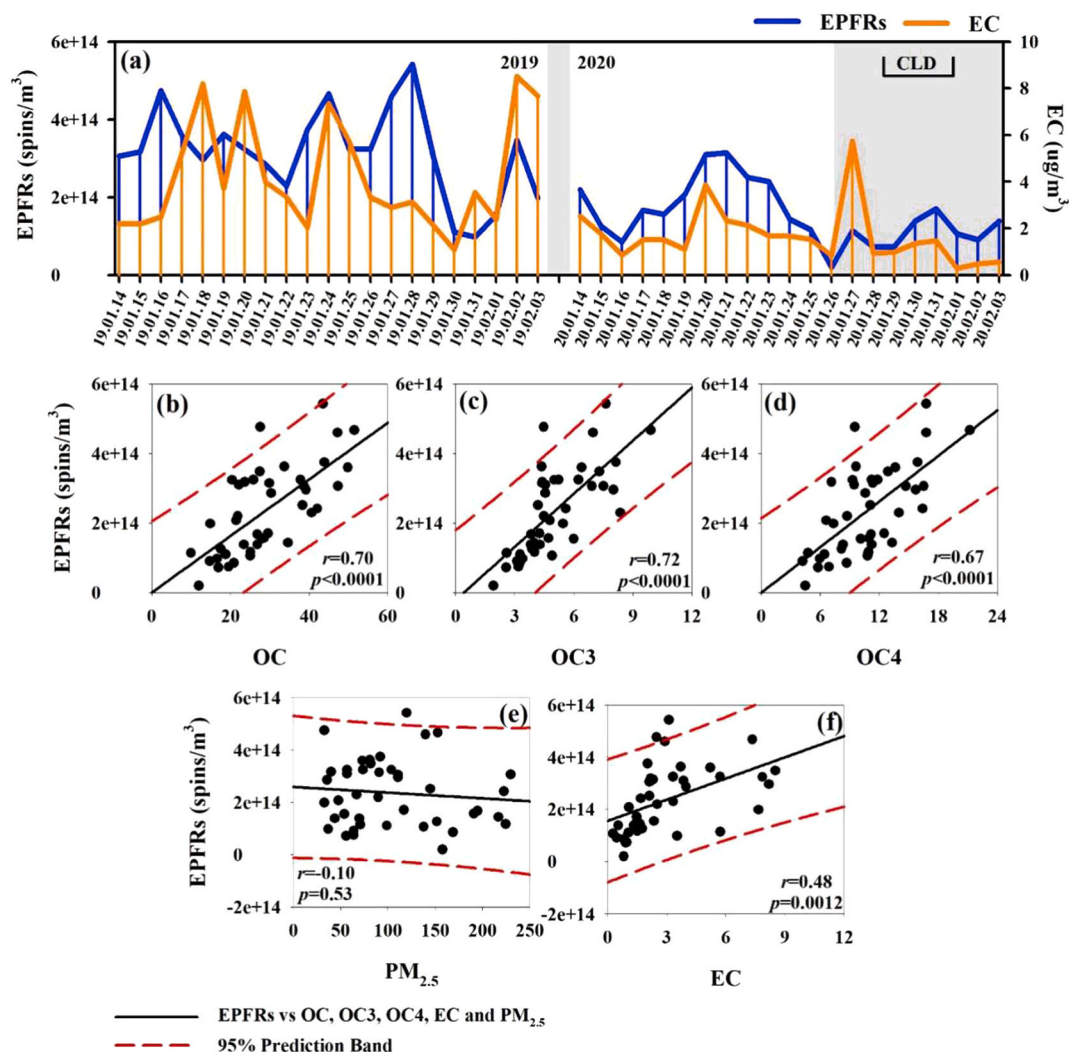 EPFRs EC
(a) 2019 2020 CLD
6e+14
4e+14
2e+14
0
EPFRs (spins/m³)
10
8
6
4
2
0
EC (ug/m³)
19.01.14
19.01.15
19.01.16
19.01.17
19.01.18
19.01.19
19.01.20
19.01.21
19.01.22
19.01.23
19.01.24
19.01.25
19.01.26
19.01.27
19.01.28
19.01.29
19.01.30
19.01.31
19.02.01
19.02.02
19.02.03
20.01.14
20.01.15
20.01.16
20.01.17
20.01.18
20.01.19
20.01.20
20.01.21
20.01.22
20.01.23
20.01.24
20.01.25
20.01.26
20.01.27
20.01.28
20.01.29
20.01.30
20.01.31
20.02.01
20.02.02
20.02.03
(b)
EPFRs (spins/m³)
6e+14
4e+14
2e+14
0
r=0.70
p<0.0001
0 20 40 60
OC
(c)
6e+14
4e+14
2e+14
0
r=0.72
p<0.0001
0 3 6 9 12
OC3
(d)
6e+14
4e+14
2e+14
0
r=0.67
p<0.0001
0 6 12 18 24
OC4
(e)
EPFRs (spins/m³)
6e+14
4e+14
2e+14
0
-2e+14
r=-0.10
p=0.53
0 50 100 150 200 250
PM₂.₅
(f)
6e+14
4e+14
2e+14
0
-2e+14
r=0.48
p=0.0012
0 3 6 9 12
EC
EPFRs vs OC, OC3, OC4, EC and PM₂.₅
95% Prediction Band